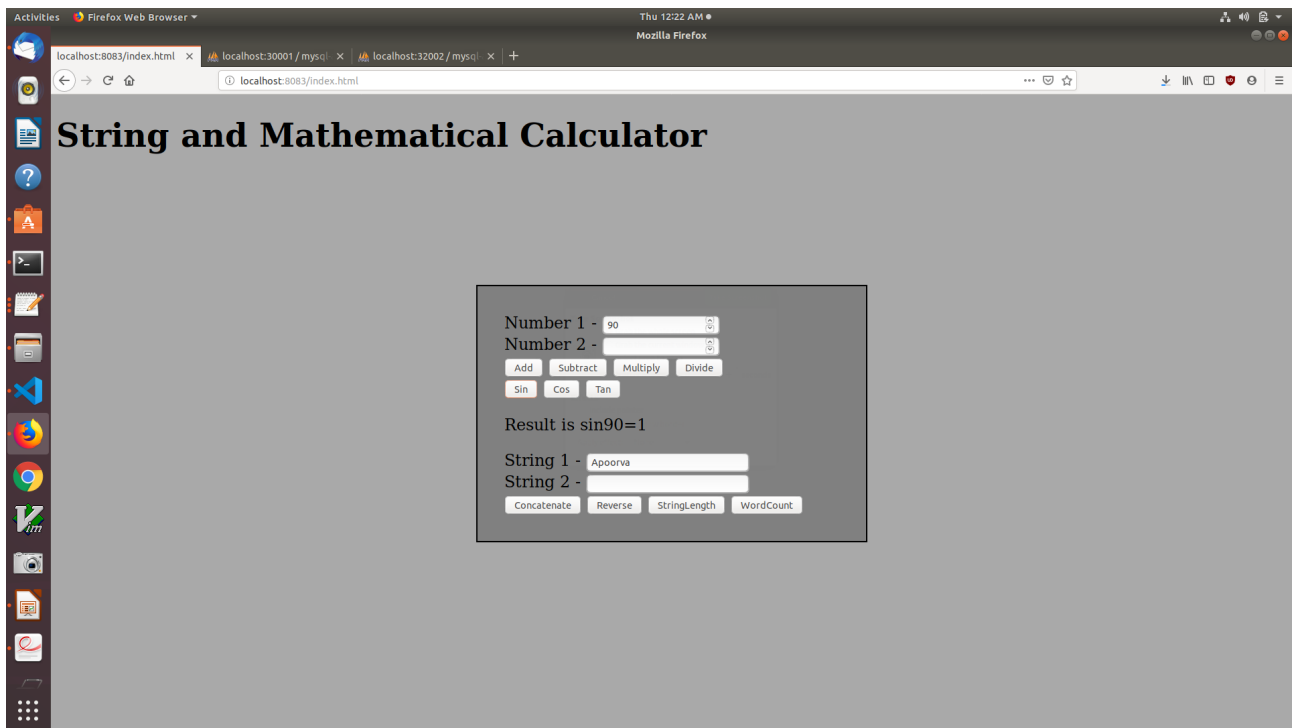 Activities Firefox Web Browser Thu 12:22 AM
Mozilla Firefox
localhost:8083/index.html localhost:30001 / mysql localhost:32002 / mysql
localhost:8083/index.html
String and Mathematical Calculator
Number 1 - 90
Number 2 -
Add Subtract Multiply Divide
Sin Cos Tan
Result is sin90=1
String 1 - Apoorva
String 2 -
Concatenate Reverse StringLength WordCount